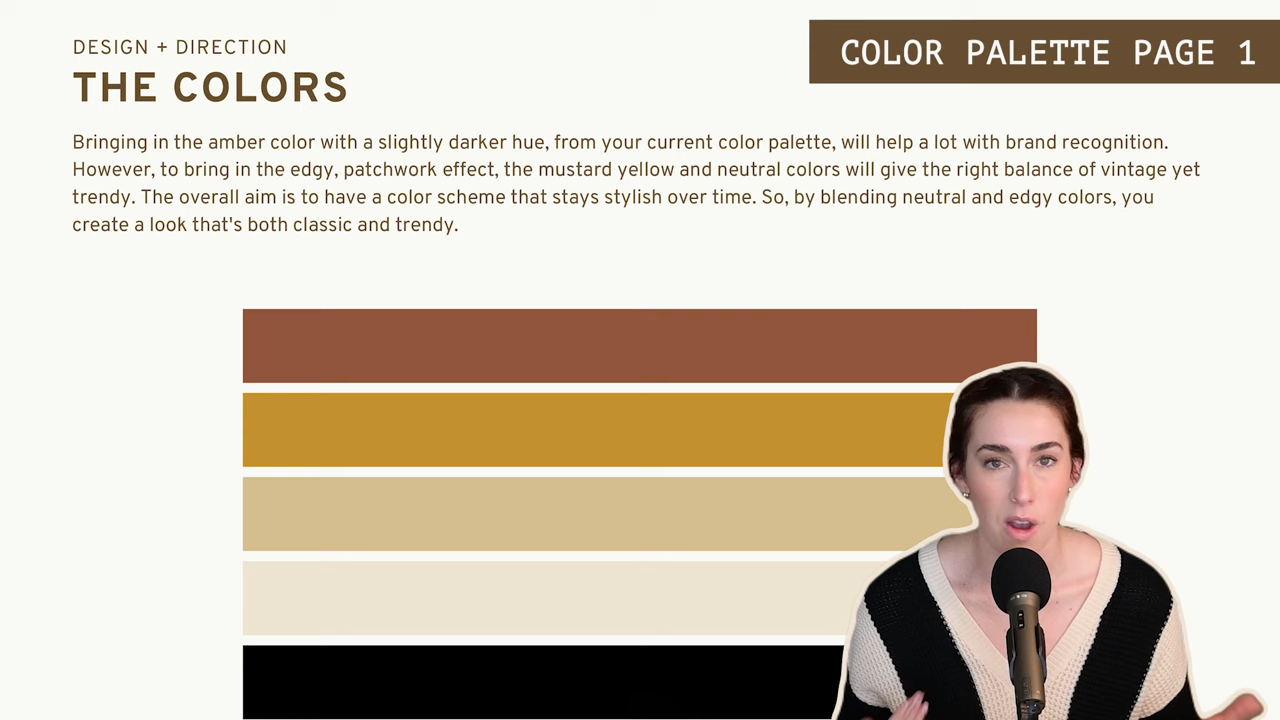 DESIGN + DIRECTION
COLOR PALETTE PAGE 1
THE COLORS
Bringing in the amber color with a slightly darker hue, from your current color palette, will help a lot with brand recognition.
However, to bring in the edgy, patchwork effect, the mustard yellow and neutral colors will give the right balance of vintage yet
trendy. The overall aim is to have a color scheme that stays stylish over time. So, by blending neutral and edgy colors, you
create a look that's both classic and trendy.